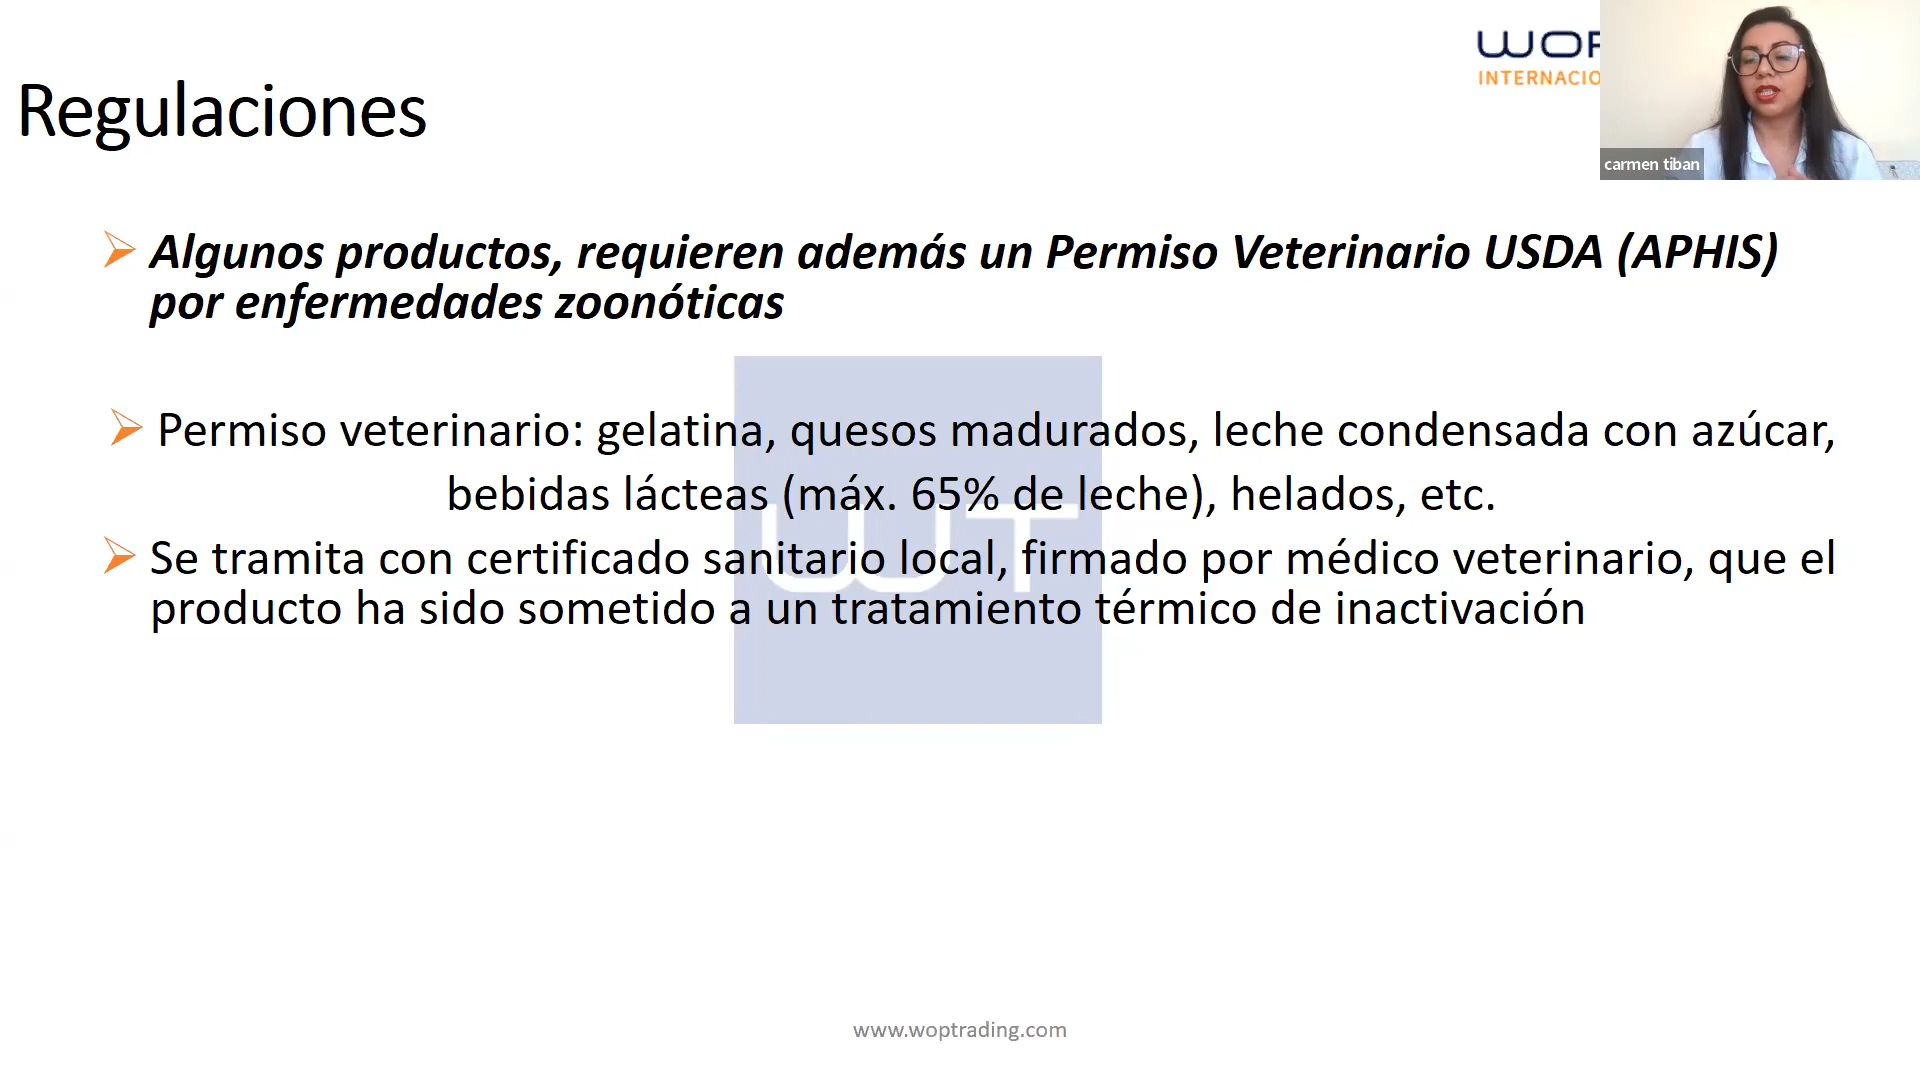 WOP
INTERNACIO
carmen tiban
Regulaciones
Algunos productos, requieren además un Permiso Veterinario USDA (APHIS)
por enfermedades zoonóticas
Permiso veterinario: gelatina, quesos madurados, leche condensada con azúcar,
bebidas lácteas (máx. 65% de leche), helados, etc.
Se tramita con certificado sanitario local, firmado por médico veterinario, que el
producto ha sido sometido a un tratamiento térmico de inactivación
WT
www.woptrading.com